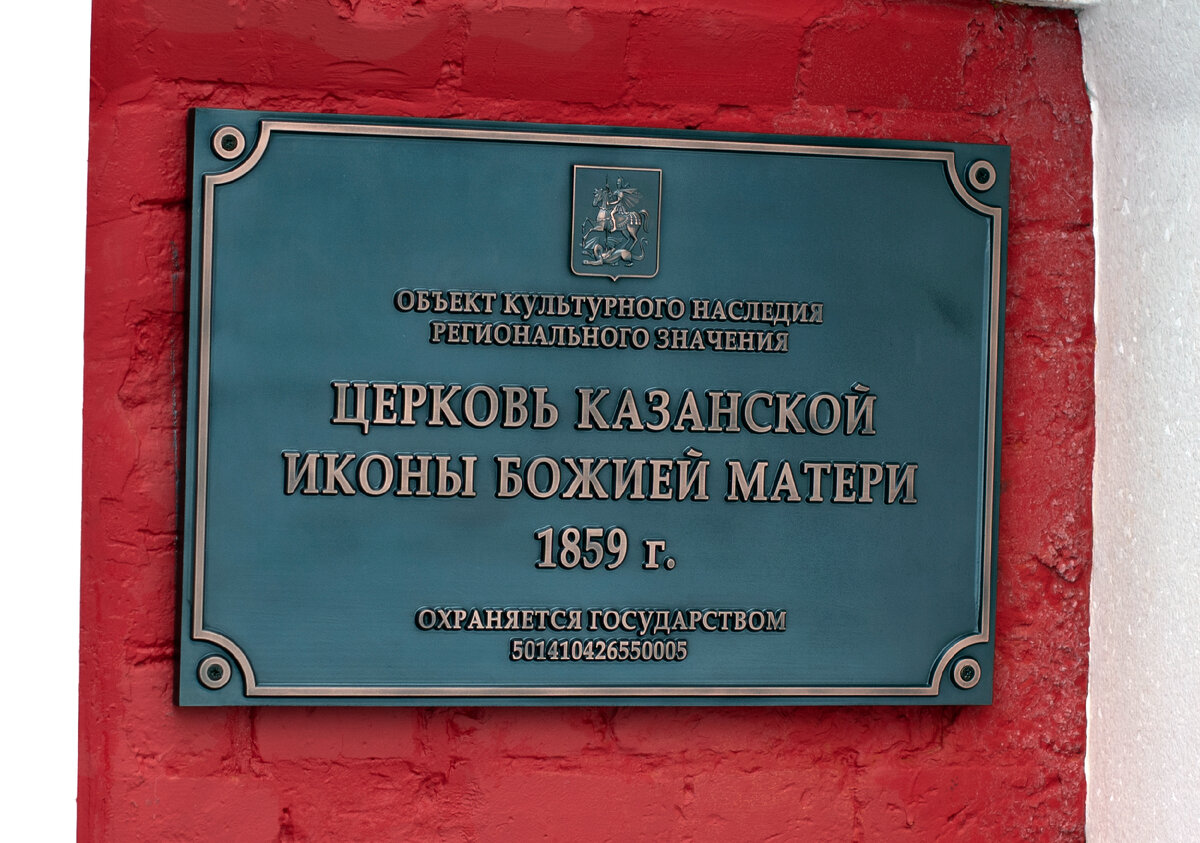 ОБЪЕКТ КУЛЬТУРНОГО НАСЛЕДИЯ
РЕГИОНАЛЬНОГО ЗНАЧЕНИЯ
ЦЕРКОВЬ КАЗАНСКОЙ
ИКОНЫ БОЖИЕЙ МАТЕРИ
1859 г.
ОХРАНЯЕТСЯ ГОСУДАРСТВОМ
501410426550005